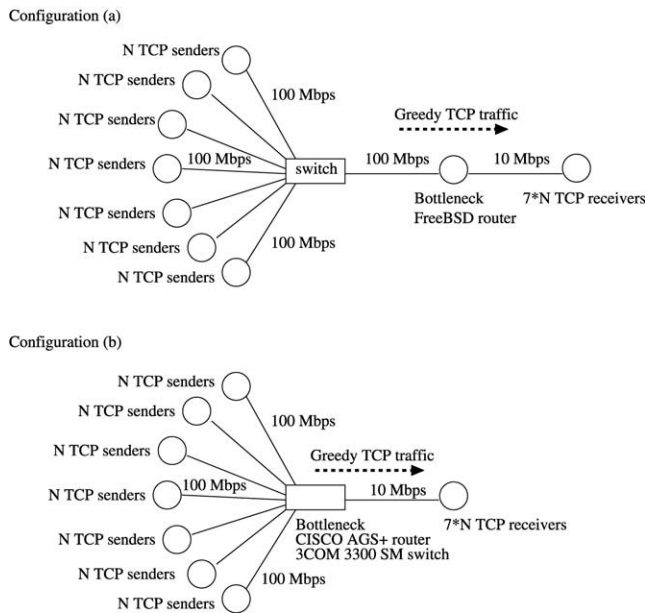 Configuration (a)
N TCP senders
N TCP senders
100 Mbps
N TCP senders
Greedy TCP traffic
N TCP senders
100 Mbps
switch
100 Mbps
10 Mbps
N TCP senders
Bottleneck
FreeBSD router
7*N TCP receivers
N TCP senders
100 Mbps
N TCP senders
Configuration (b)
N TCP senders
N TCP senders
100 Mbps
N TCP senders
Greedy TCP traffic
N TCP senders
100 Mbps
10 Mbps
N TCP senders
Bottleneck
CISCO AGS+ router
3COM 3300 SM switch
7*N TCP receivers
N TCP senders
100 Mbps
N TCP senders